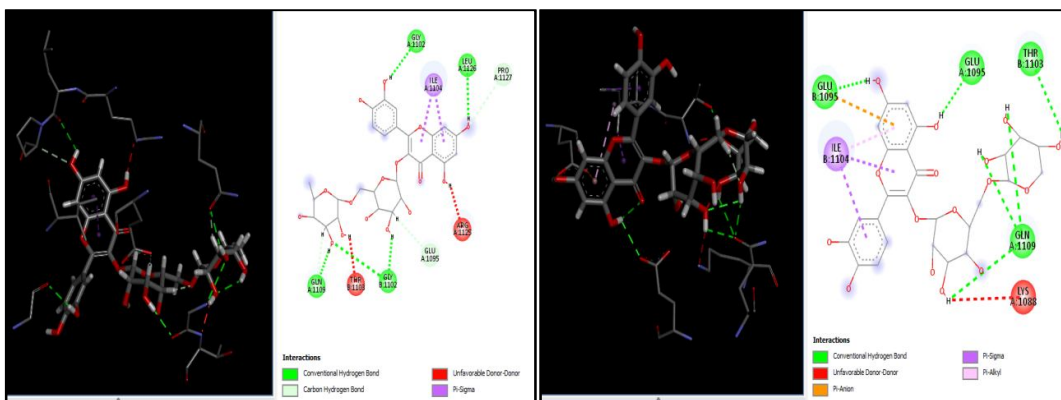 GLY
A:1102
LEU
A:1126
PRO
A:1127
ILE
A:1104
H
O
H
H
GLU
B:1095
GLN
A:1109
THR
B:1103
GLY
B:1102
Interactions
Conventional Hydrogen Bond
Carbon Hydrogen Bond
Unfavorable Donor-Donor
Pi-Sigma
GLU
B:1095
GLU
A:1095
THR
B:1103
ILE
B:1104
H
H
H
O
GLN
A:1109
LYS
A:1088
Interactions
Conventional Hydrogen Bond
Unfavorable Donor-Donor
Pi-Anion
Pi-Sigma
Pi-Alkyl